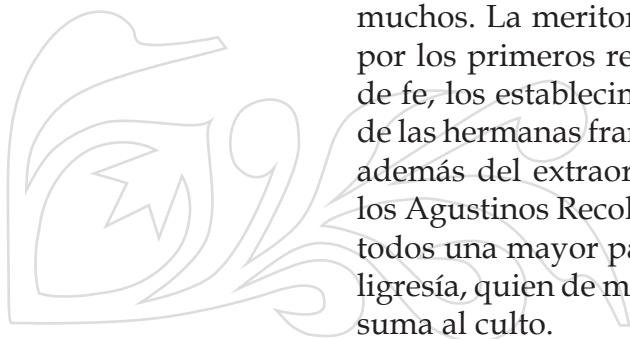 muchos. La meritor
por los primeros re
de fe, los establecin
de las hermanas fran
además del extraor
los Agustinos Recol
todos una mayor pa
ligresía, quien de m
suma al culto.